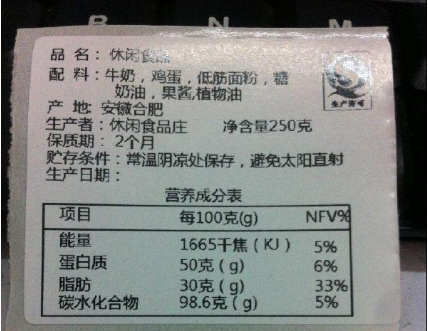 B N M
品 名：休闲食品
配 料：牛奶，鸡蛋，低筋面粉，糖
奶油，果酱,植物油
产 地：安徽合肥
生产者：休闲食品庄 净含量250克
保质期：2个月
贮存条件：常温阴凉处保存，避免太阳直射
生产日期：
生产许可
营养成分表
项目 每100克(g) NFV%
能量 1665千焦（KJ） 5%
蛋白质 50克（g） 6%
脂肪 30克（g） 33%
碳水化合物 98.6克（g） 5%